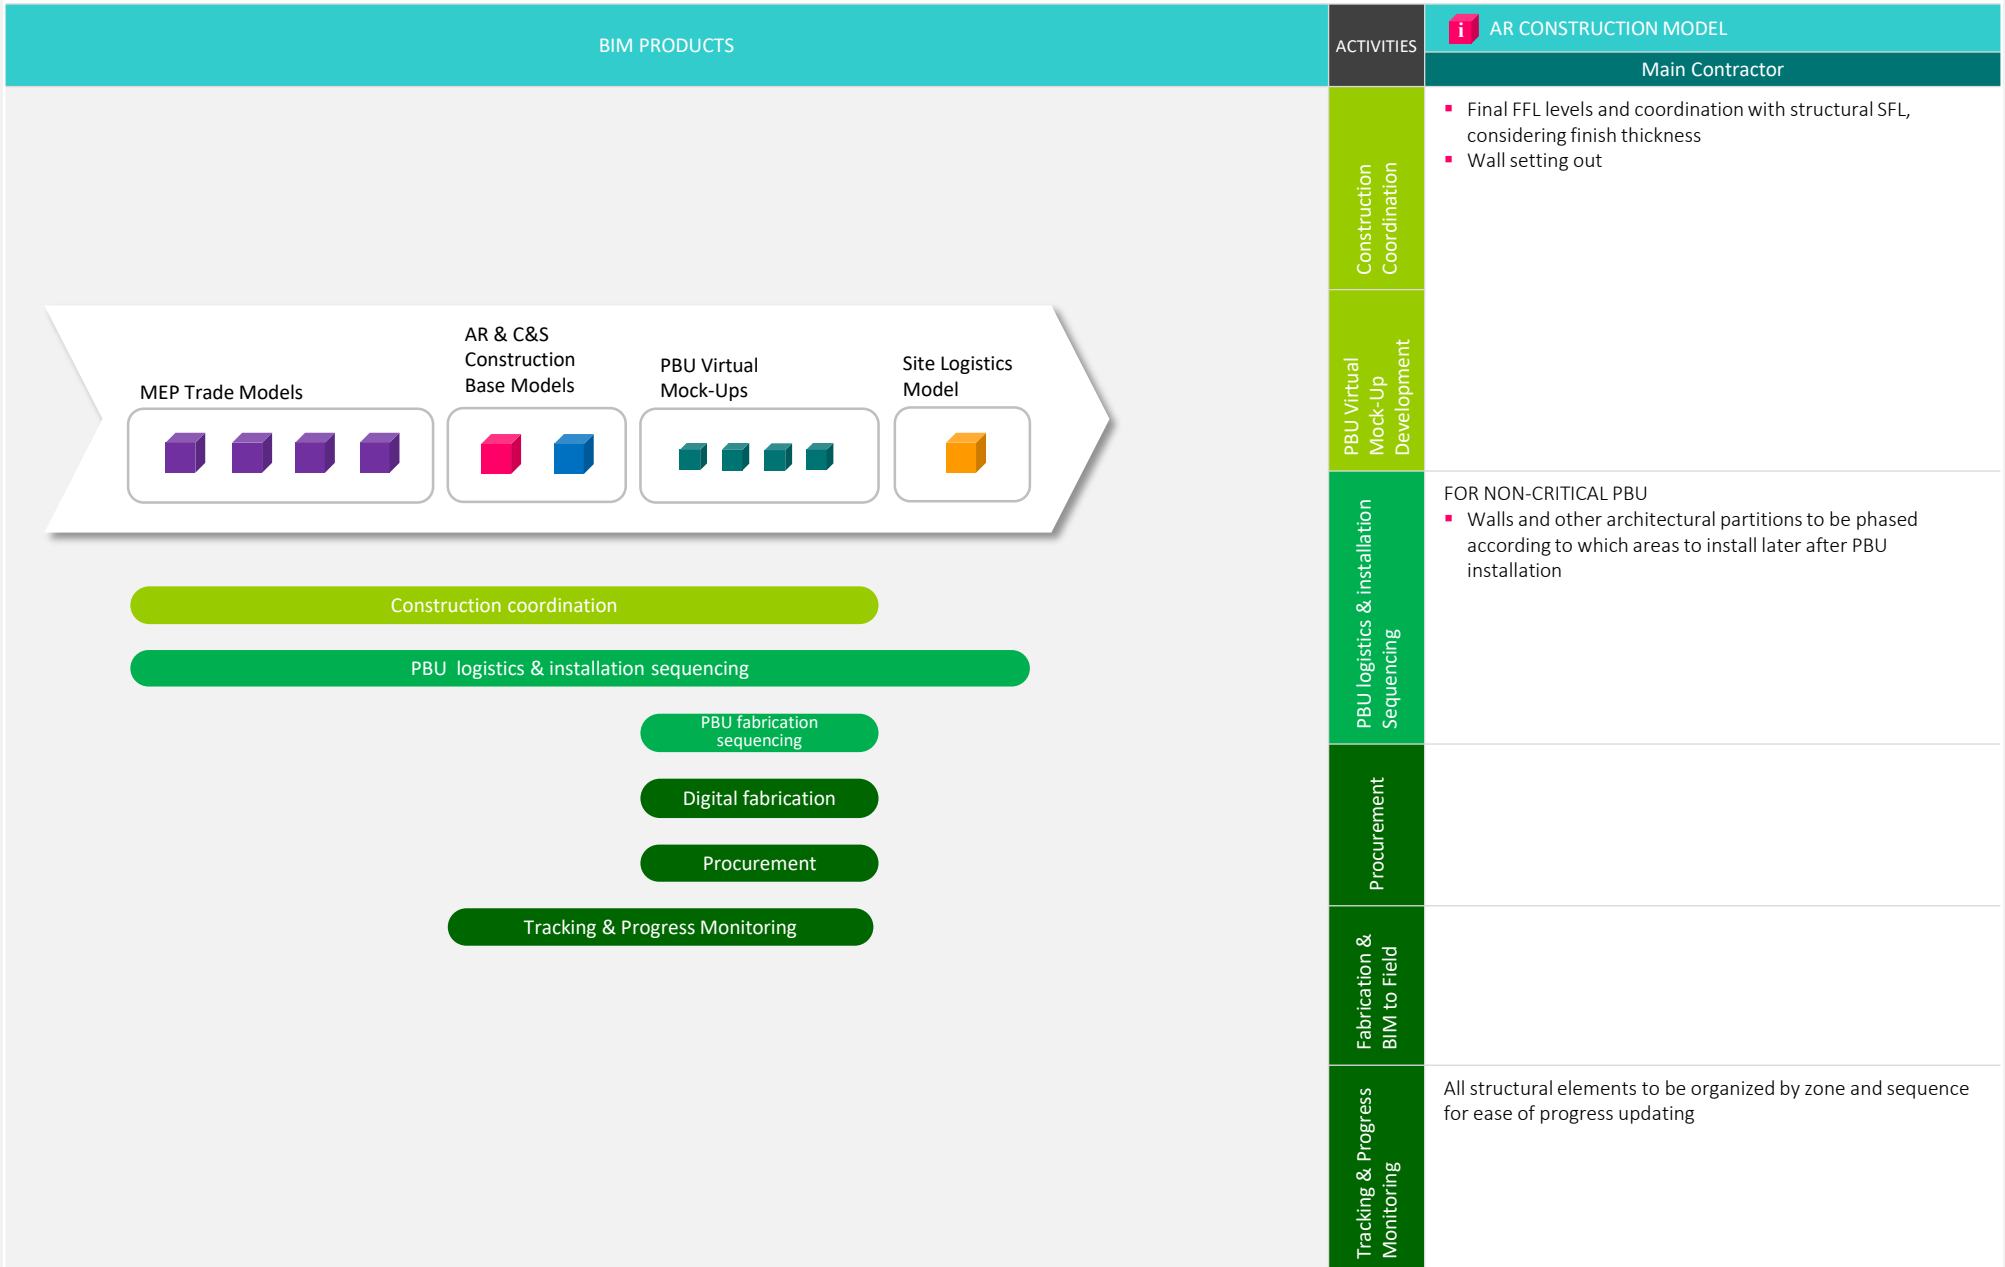 BIM PRODUCTS
ACTIVITIES
i
AR CONSTRUCTION MODEL
Main Contractor
MEP Trade Models
AR & C&S
Construction
Base Models
PBU Virtual
Mock-Ups
Site Logistics
Model
Construction coordination
PBU logistics & installation sequencing
PBU fabrication
sequencing
Digital fabrication
Procurement
Tracking & Progress Monitoring
Construction
Coordination
▪ Final FFL levels and coordination with structural SFL,
considering finish thickness
▪ Wall setting out
PBU Virtual
Mock-Up
Development
PBU logistics & installation
Sequencing
FOR NON-CRITICAL PBU
▪ Walls and other architectural partitions to be phased
according to which areas to install later after PBU
installation
Procurement
Fabrication &
BIM to Field
Tracking & Progress
Monitoring
All structural elements to be organized by zone and sequence
for ease of progress updating